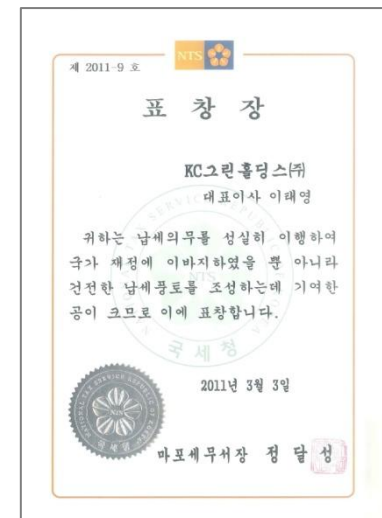 NTS
제 2011-9 호
표 창 장
KC그린홀딩스㈜
대표이사 이태영
귀하는 납세의무를 성실히 이행하여
국가 재정에 이바지하였을 뿐 아니라
건전한 납세풍토를 조성하는데 기여한
공이 크므로 이에 표창합니다.
NTS
국세청
2011년 3월 3일
NTS
국세청
마포세무서장 정 달 성